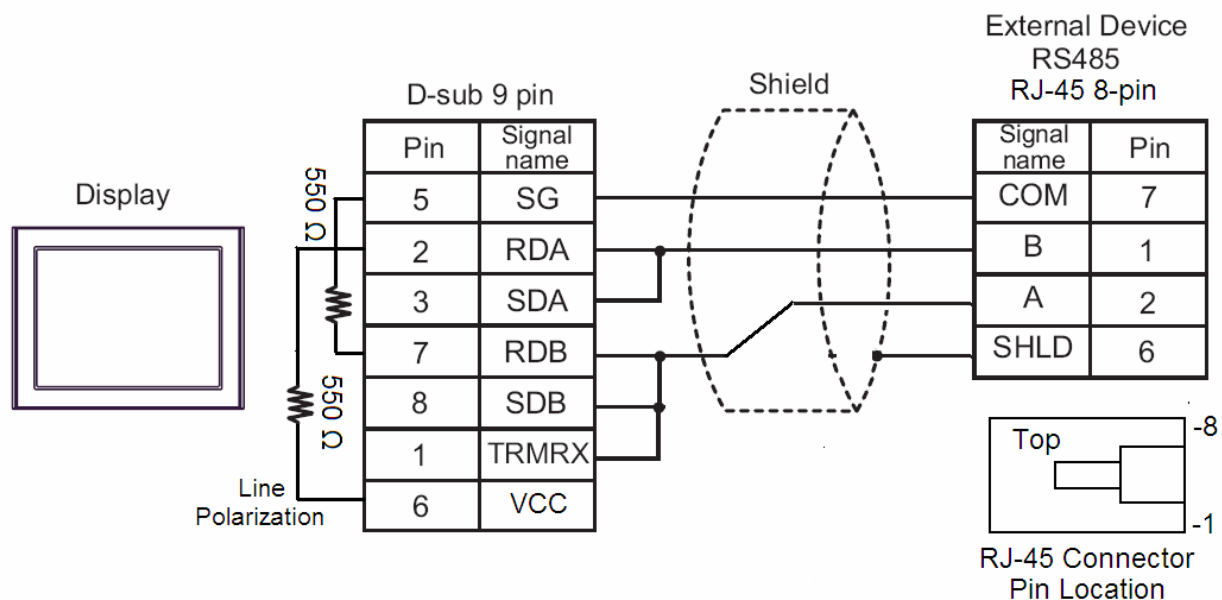 External Device
RS485
RJ-45 8-pin
Shield
D-sub 9 pin
Display
Pin Signal name
5 SG
2 RDA
3 SDA
7 RDB
8 SDB
1 TRMRX
6 VCC
550 Ω
550 Ω
Line
Polarization
Signal name Pin
COM 7
B 1
A 2
SHLD 6
Top
-8
-1
RJ-45 Connector
Pin Location